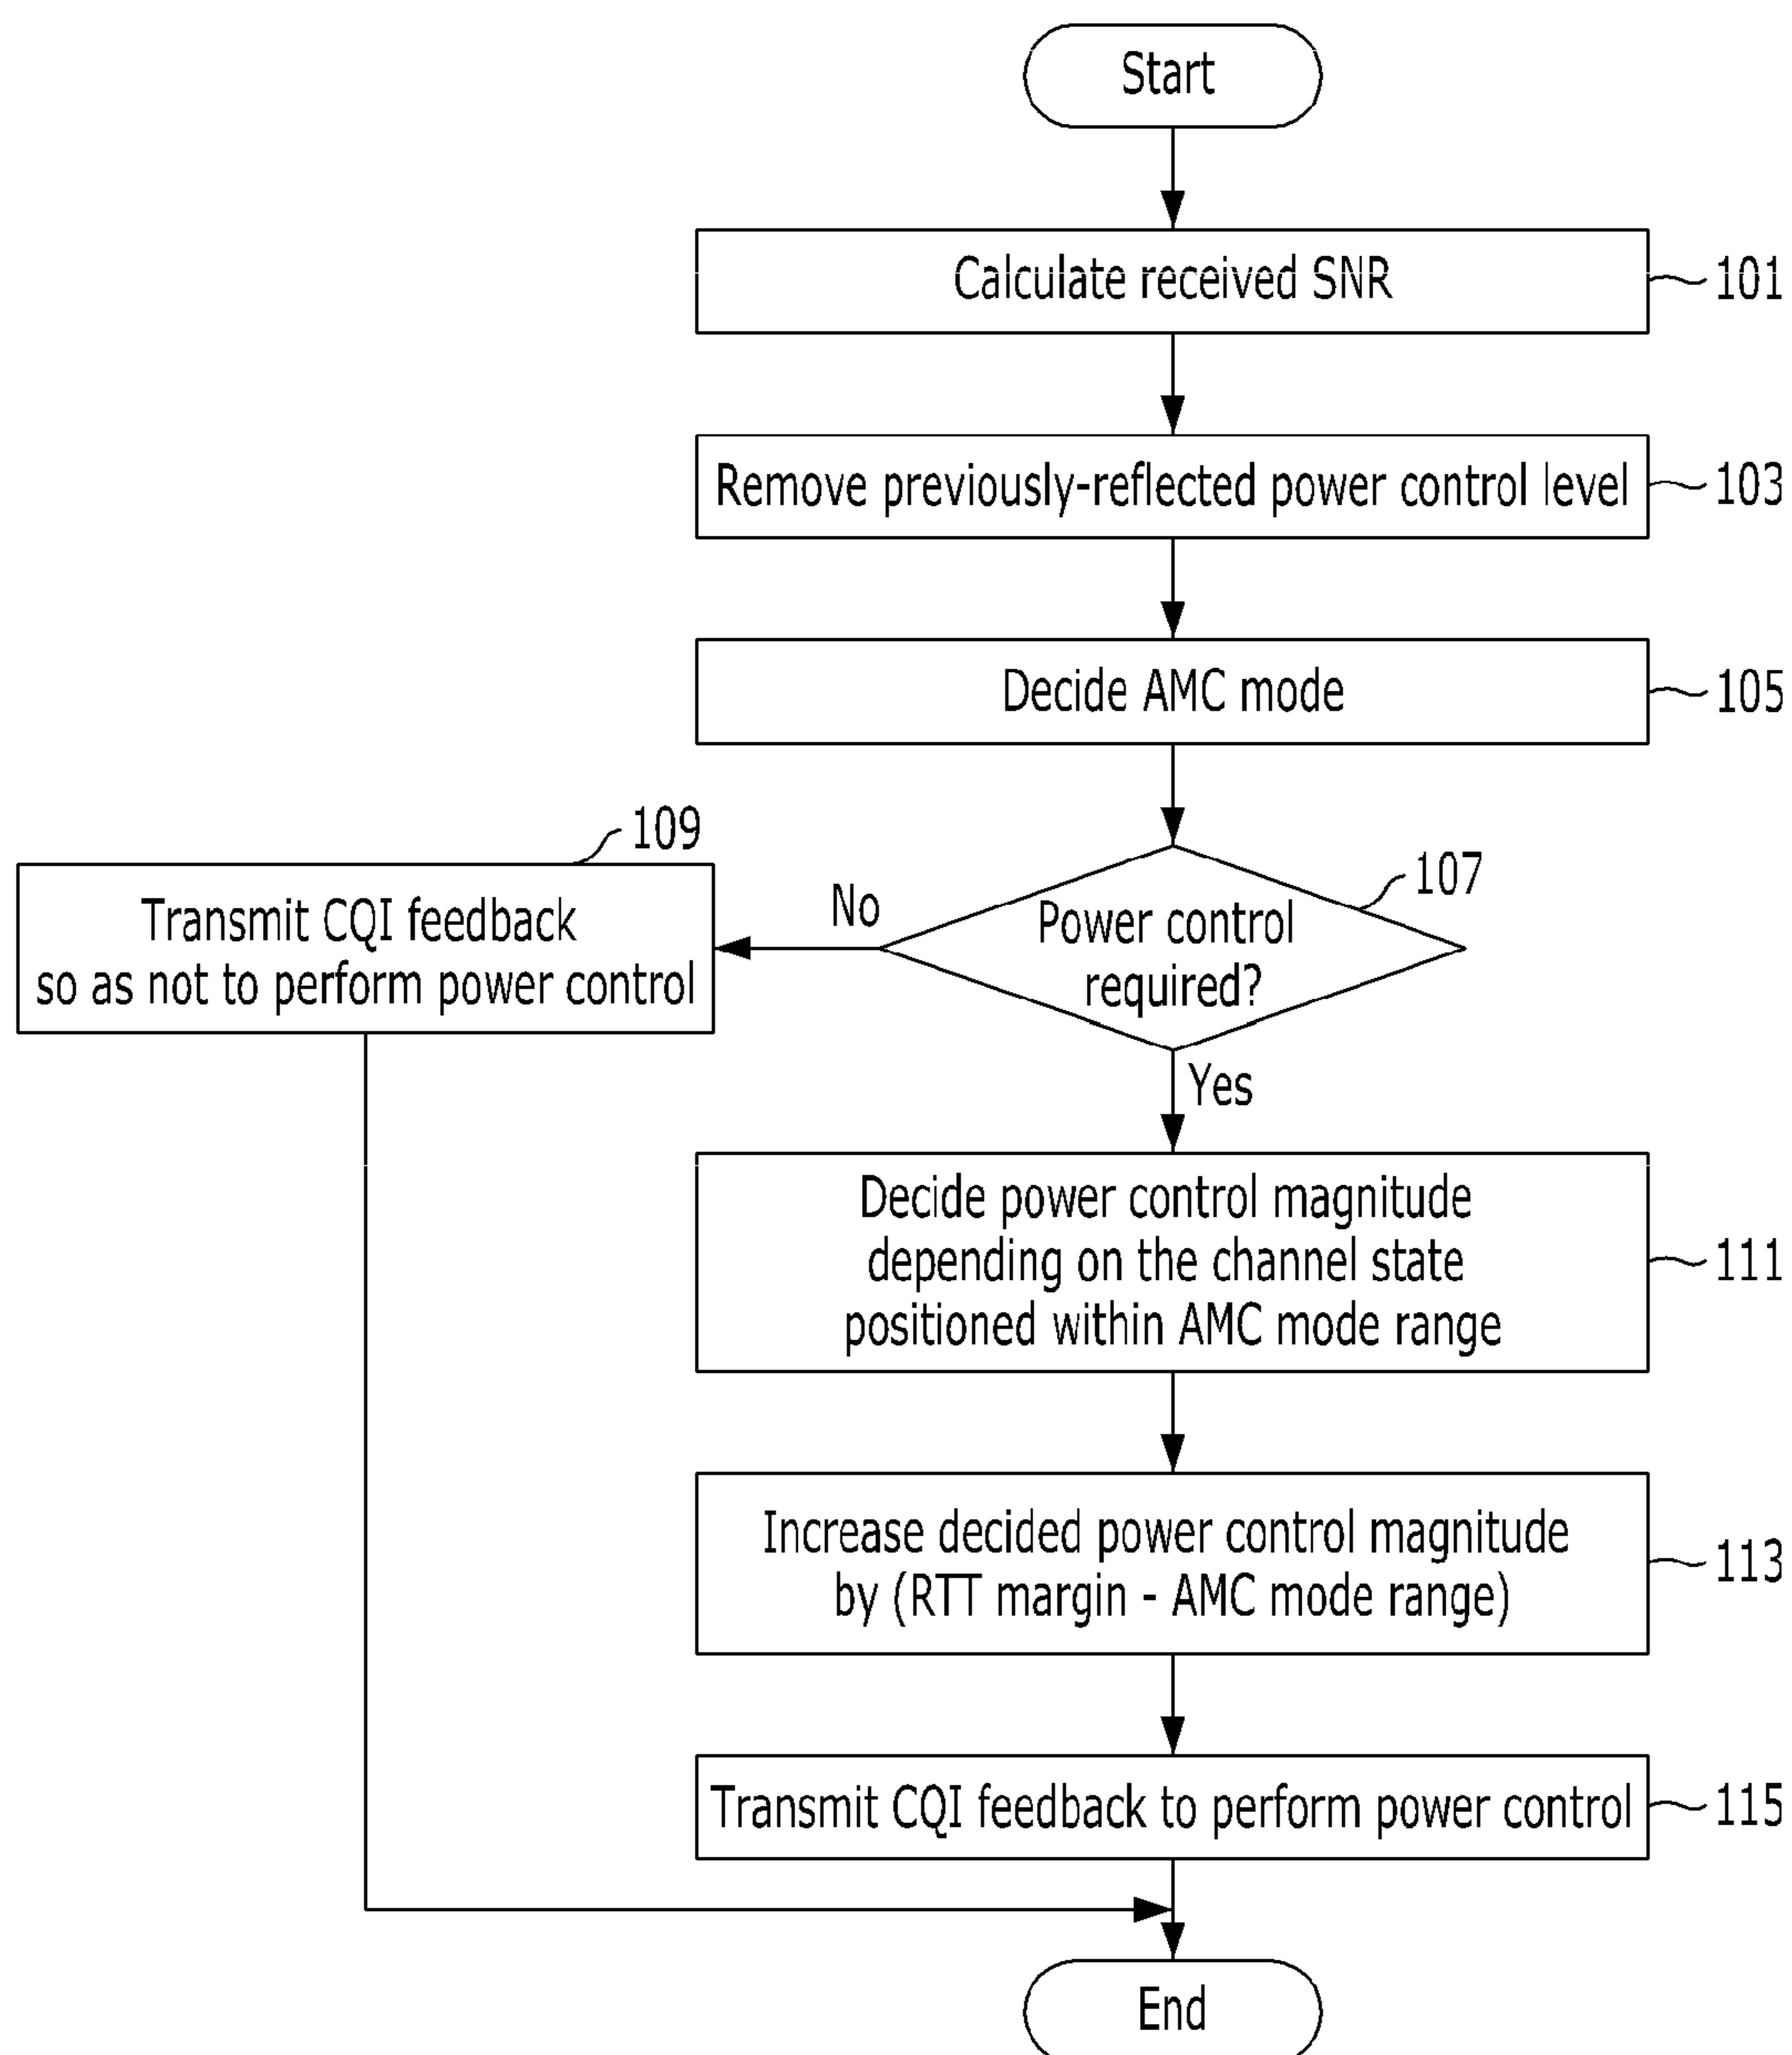 Start
Calculate received SNR
101
Remove previously-reflected power control level
103
Decide AMC mode
105
109
Transmit CQI feedback
so as not to perform power control
No
107
Power control
required?
Yes
Decide power control magnitude
depending on the channel state
positioned within AMC mode range
111
Increase decided power control magnitude
by (RTT margin - AMC mode range)
113
Transmit CQI feedback to perform power control
115
End